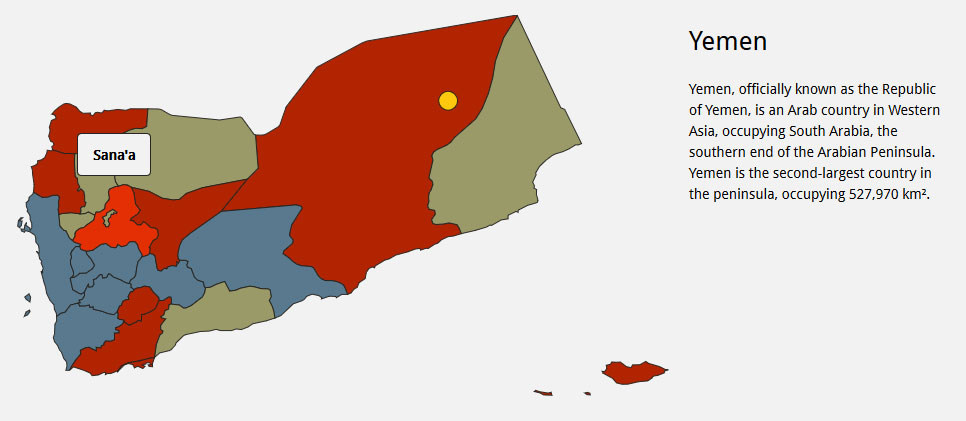 Yemen
Sana'a
Yemen, officially known as the Republic
of Yemen, is an Arab country in Western
Asia, occupying South Arabia, the
southern end of the Arabian Peninsula.
Yemen is the second-largest country in
the peninsula, occupying 527,970 km².